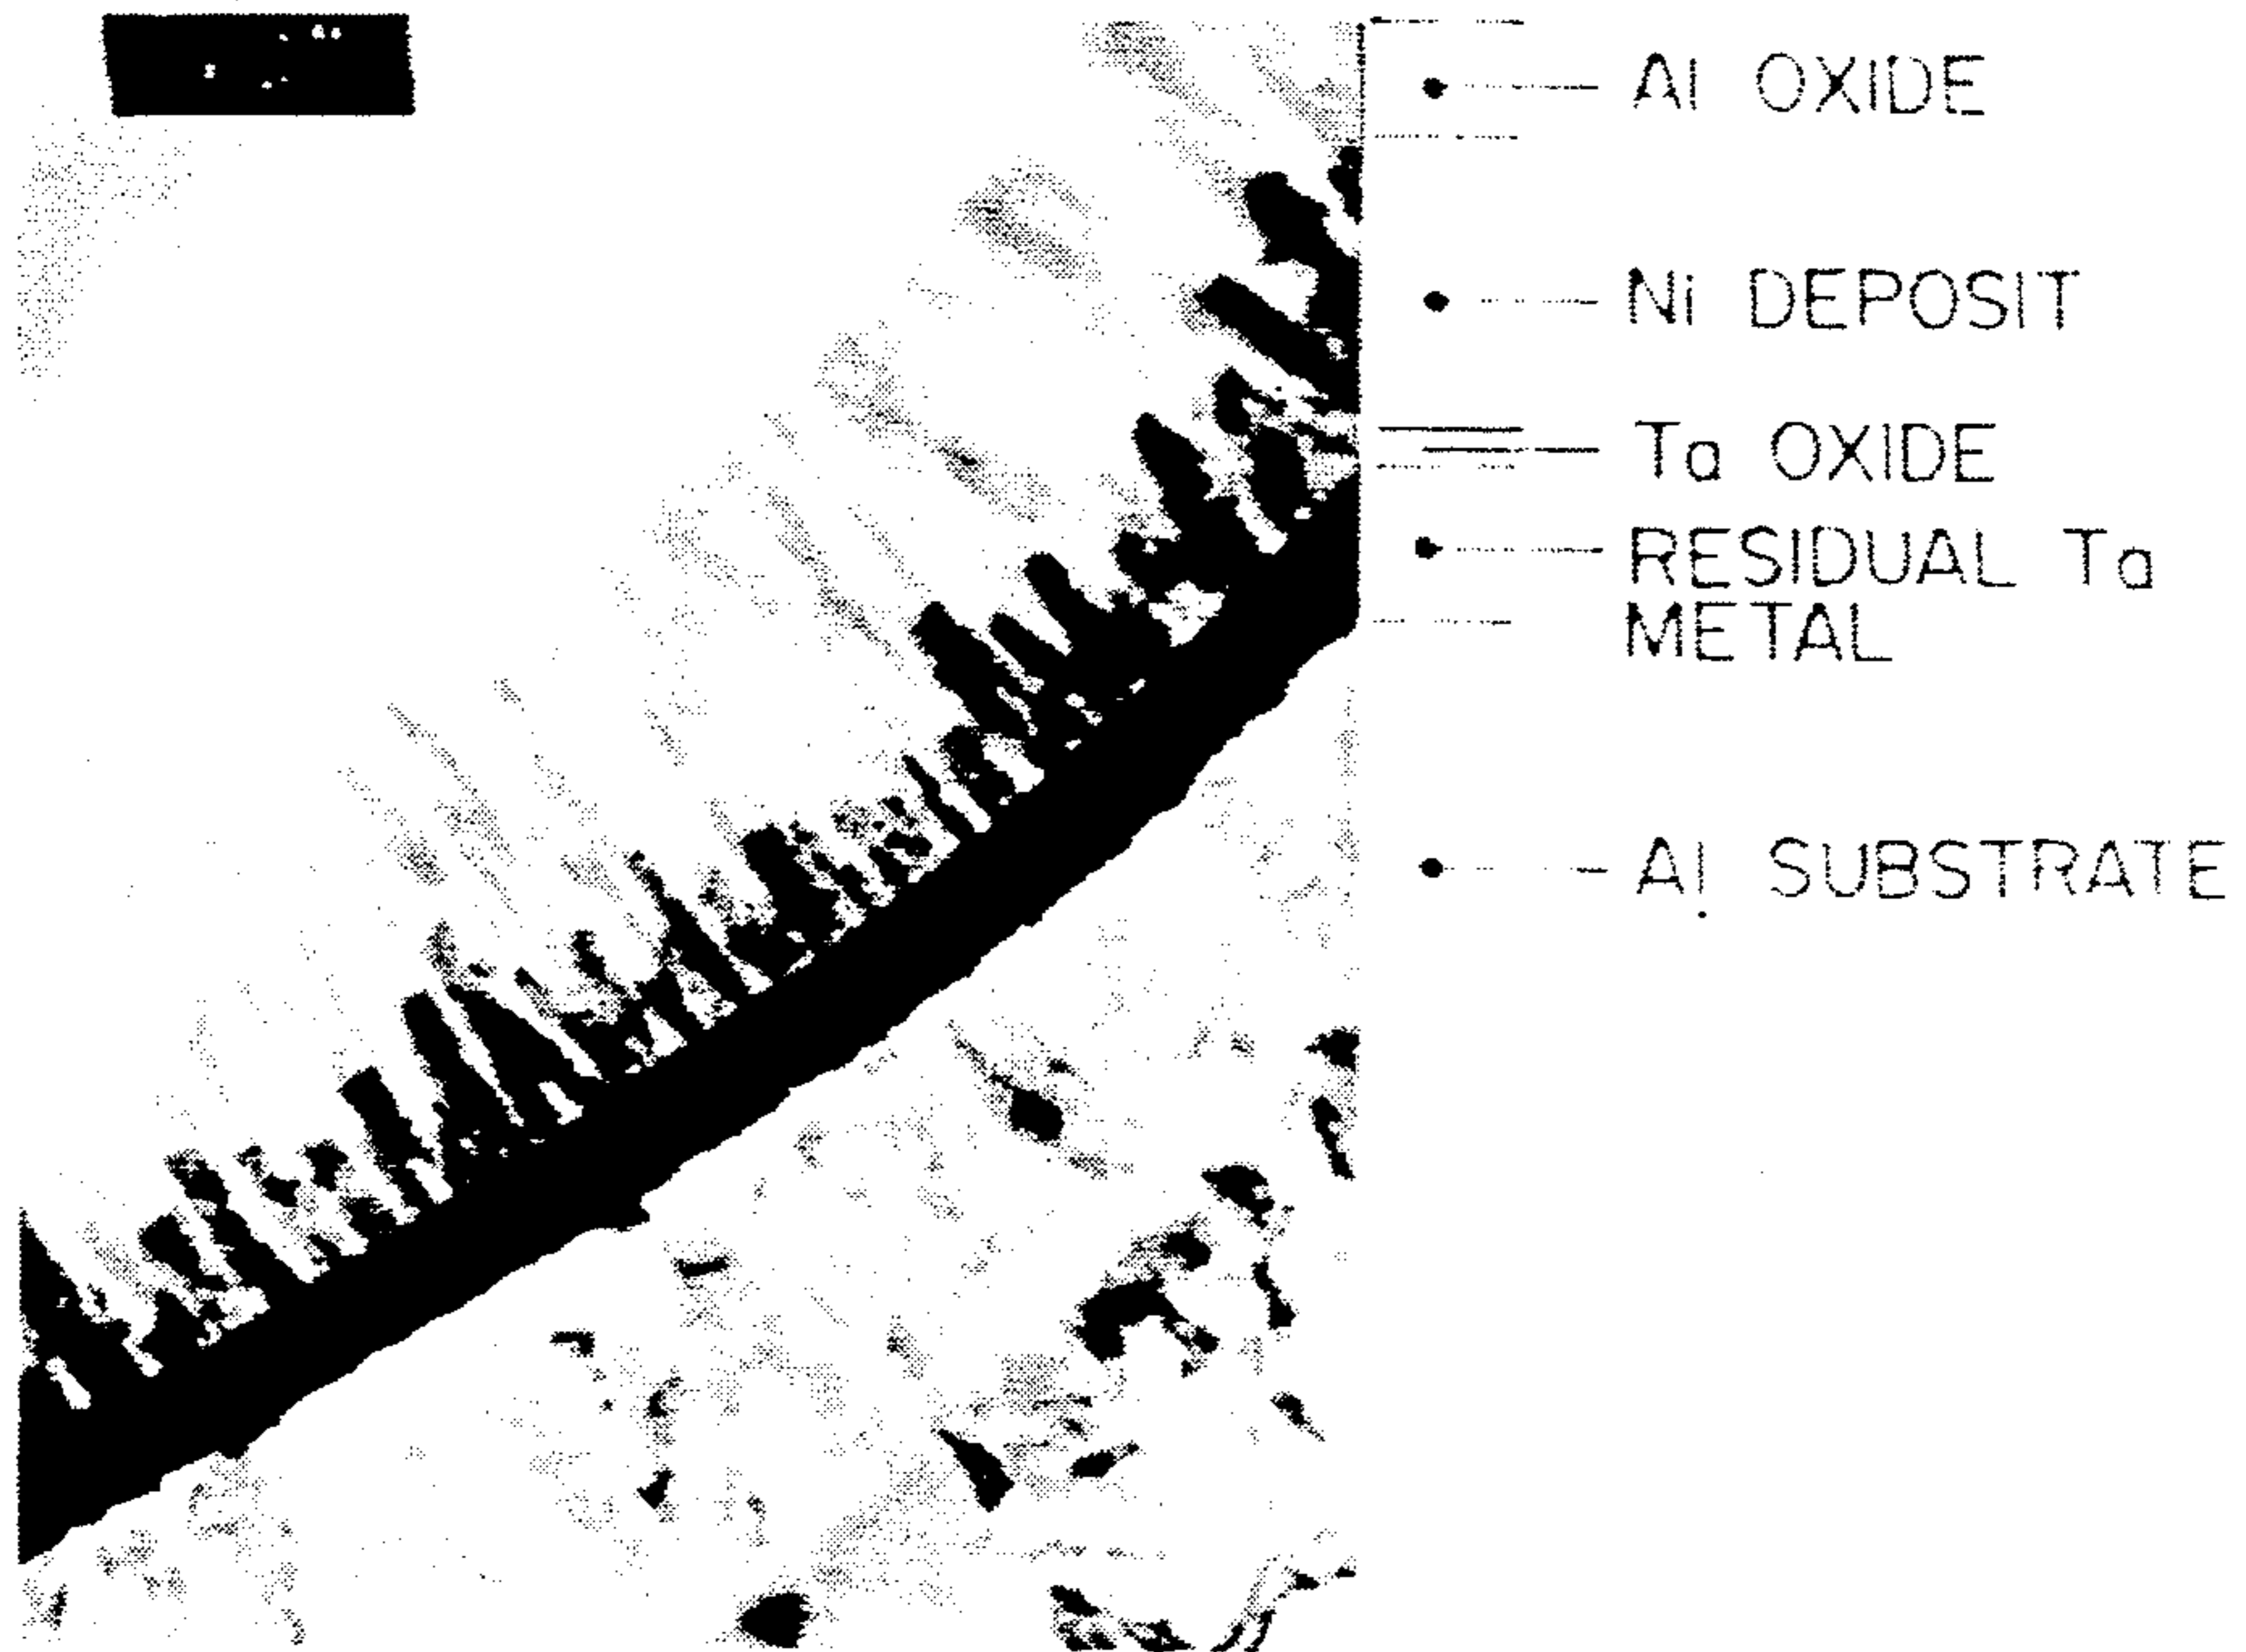 Al OXIDE
Ni DEPOSIT
Ta OXIDE
RESIDUAL Ta
METAL
Al SUBSTRATE